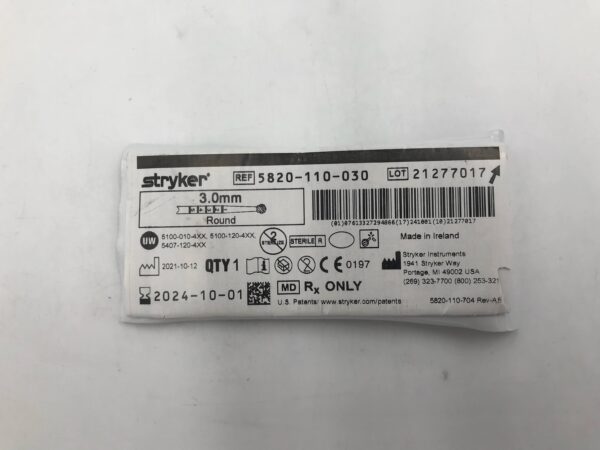 stryker®
REF 5820-110-030
LOT 21277017
3.0mm
Round
(01)07613327294866(17)241001(10)21277017
UW 5100-010-4XX, 5100-120-4XX,
5407-120-4XX
2
STERILIZE
STERILE R
Made in Ireland
2021-10-12
QTY 1
CE 0197
Stryker Instruments
1941 Stryker Way
Portage, MI 49002 USA
(269) 323-7700 (800) 253-321
2024-10-01
MD Rx ONLY
U.S. Patents: www.stryker.com/patents
5820-110-704 Rev-A